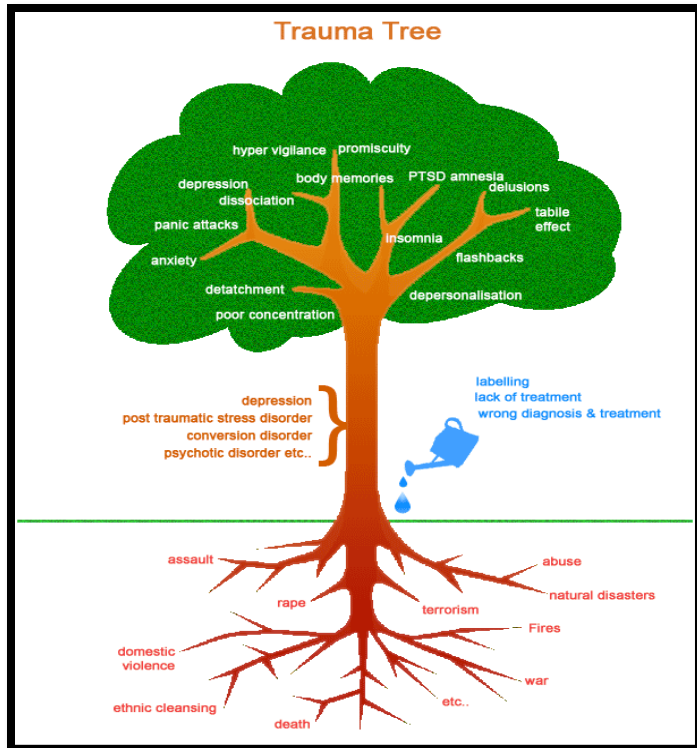 Trauma Tree
hyper vigilance
promiscuity
depression
body memories
PTSD amnesia
delusions
dissociation
tabile
effect
panic attacks
insomnia
anxiety
flashbacks
detatchment
depersonalisation
poor concentration
depression
post traumatic stress disorder
conversion disorder
psychotic disorder etc..
labelling
lack of treatment
wrong diagnosis & treatment
assault
abuse
rape
terrorism
natural disasters
Fires
domestic
violence
war
ethnic cleansing
etc..
death